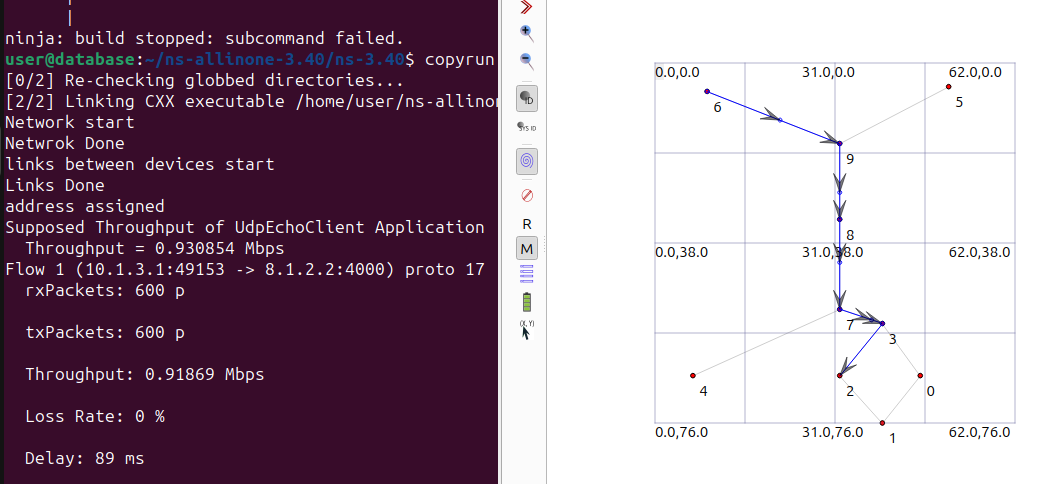 ninja: build stopped: subcommand failed.
user@database:~/ns-allinone-3.40/ns-3.40$ copyrun
[0/2] Re-checking globbed directories...
[2/2] Linking CXX executable /home/user/ns-allinon
Network start
Netwrok Done
links between devices start
Links Done
address assigned
Supposed Throughput of UdpEchoClient Application
Throughput = 0.930854 Mbps
Flow 1 (10.1.3.1:49153 -> 8.1.2.2:4000) proto 17
rxPackets: 600 p
txPackets: 600 p
Throughput: 0.91869 Mbps
Loss Rate: 0 %
Delay: 89 ms
ID
SYS ID
R
M
(X, Y)
0.0,0.0
31.0,0.0
62.0,0.0
6
5
9
8
0.0,38.0
31.0,38.0
62.0,38.0
7
3
4
2
0
0.0,76.0
31.0,76.0
62.0,76.0
1